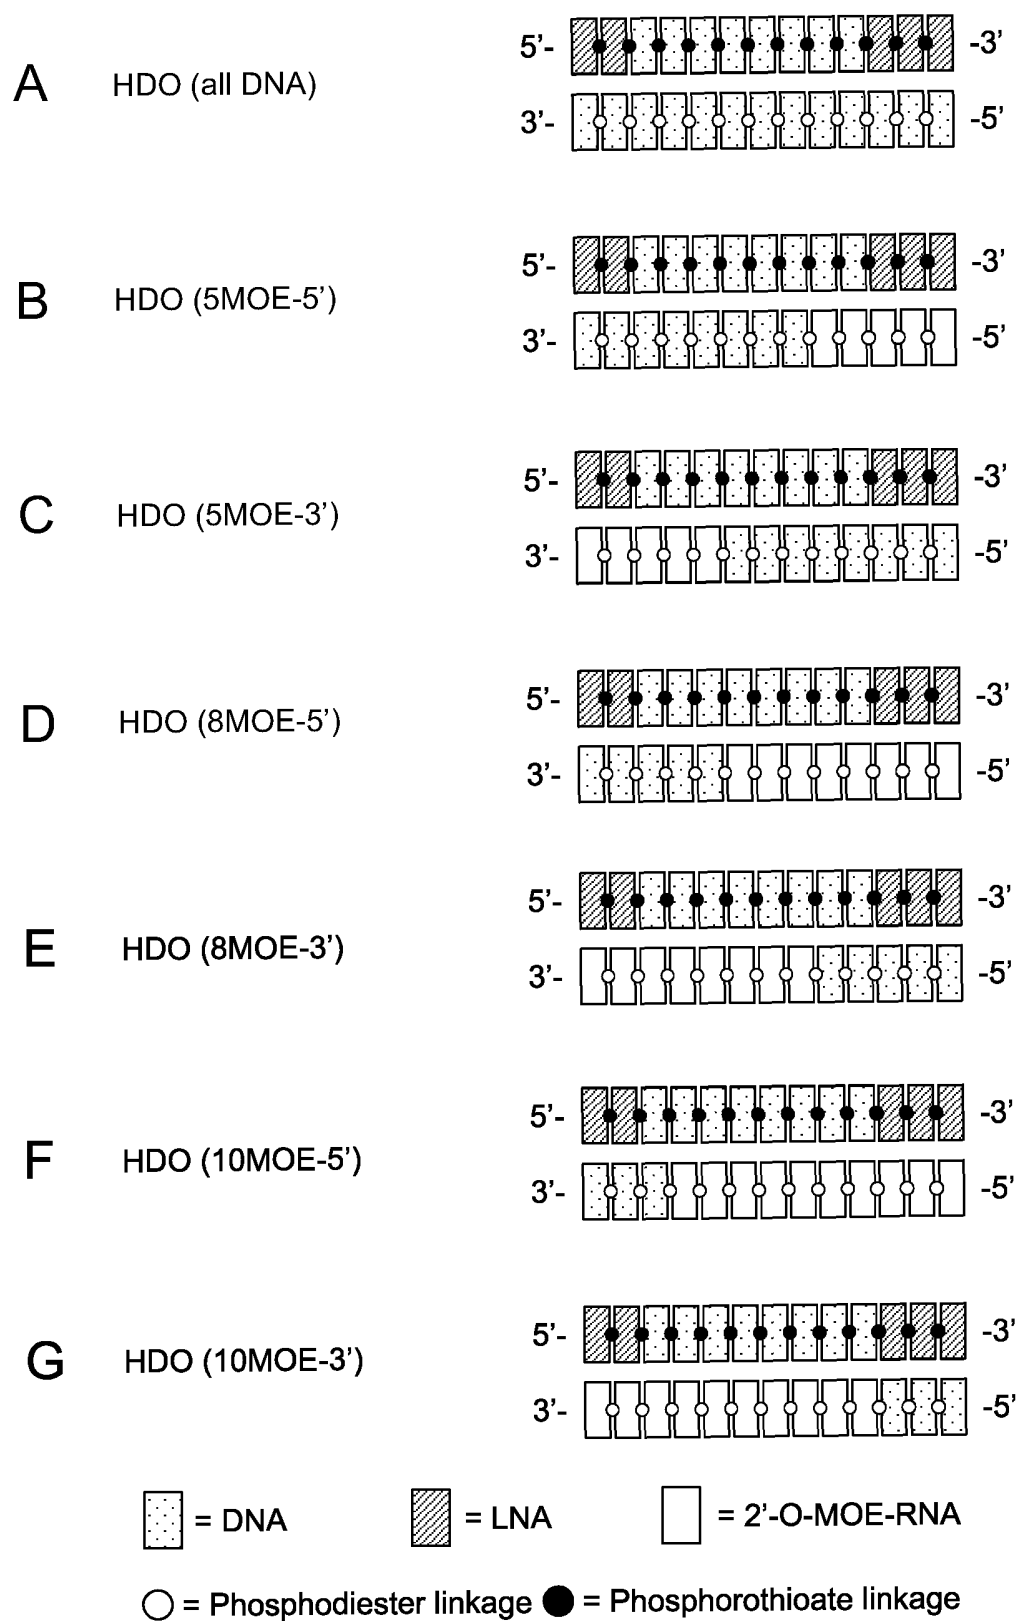 5’- -3’
A HDO (all DNA)
3’- -5’
5’- -3’
B HDO (5MOE-5’)
3’- -5’
5’- -3’
C HDO (5MOE-3’)
3’- -5’
5’- -3’
D HDO (8MOE-5’)
3’- -5’
5’- -3’
E HDO (8MOE-3’)
3’- -5’
5’- -3’
F HDO (10MOE-5’)
3’- -5’
5’- -3’
G HDO (10MOE-3’)
3’- -5’
= DNA = LNA = 2’-O-MOE-RNA
= Phosphodiester linkage = Phosphorothioate linkage